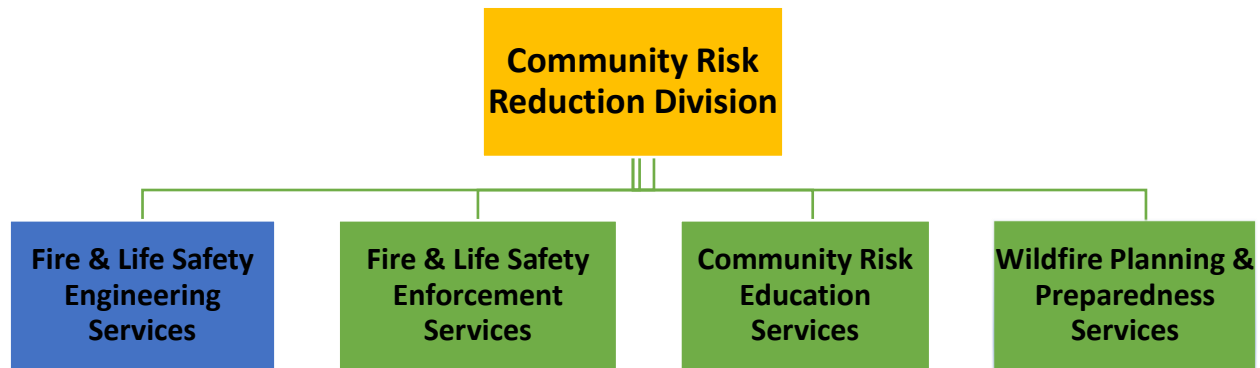 Community Risk
Reduction Division
Fire & Life Safety
Engineering
Services
Fire & Life Safety
Enforcement
Services
Community Risk
Education
Services
Wildfire Planning &
Preparedness
Services